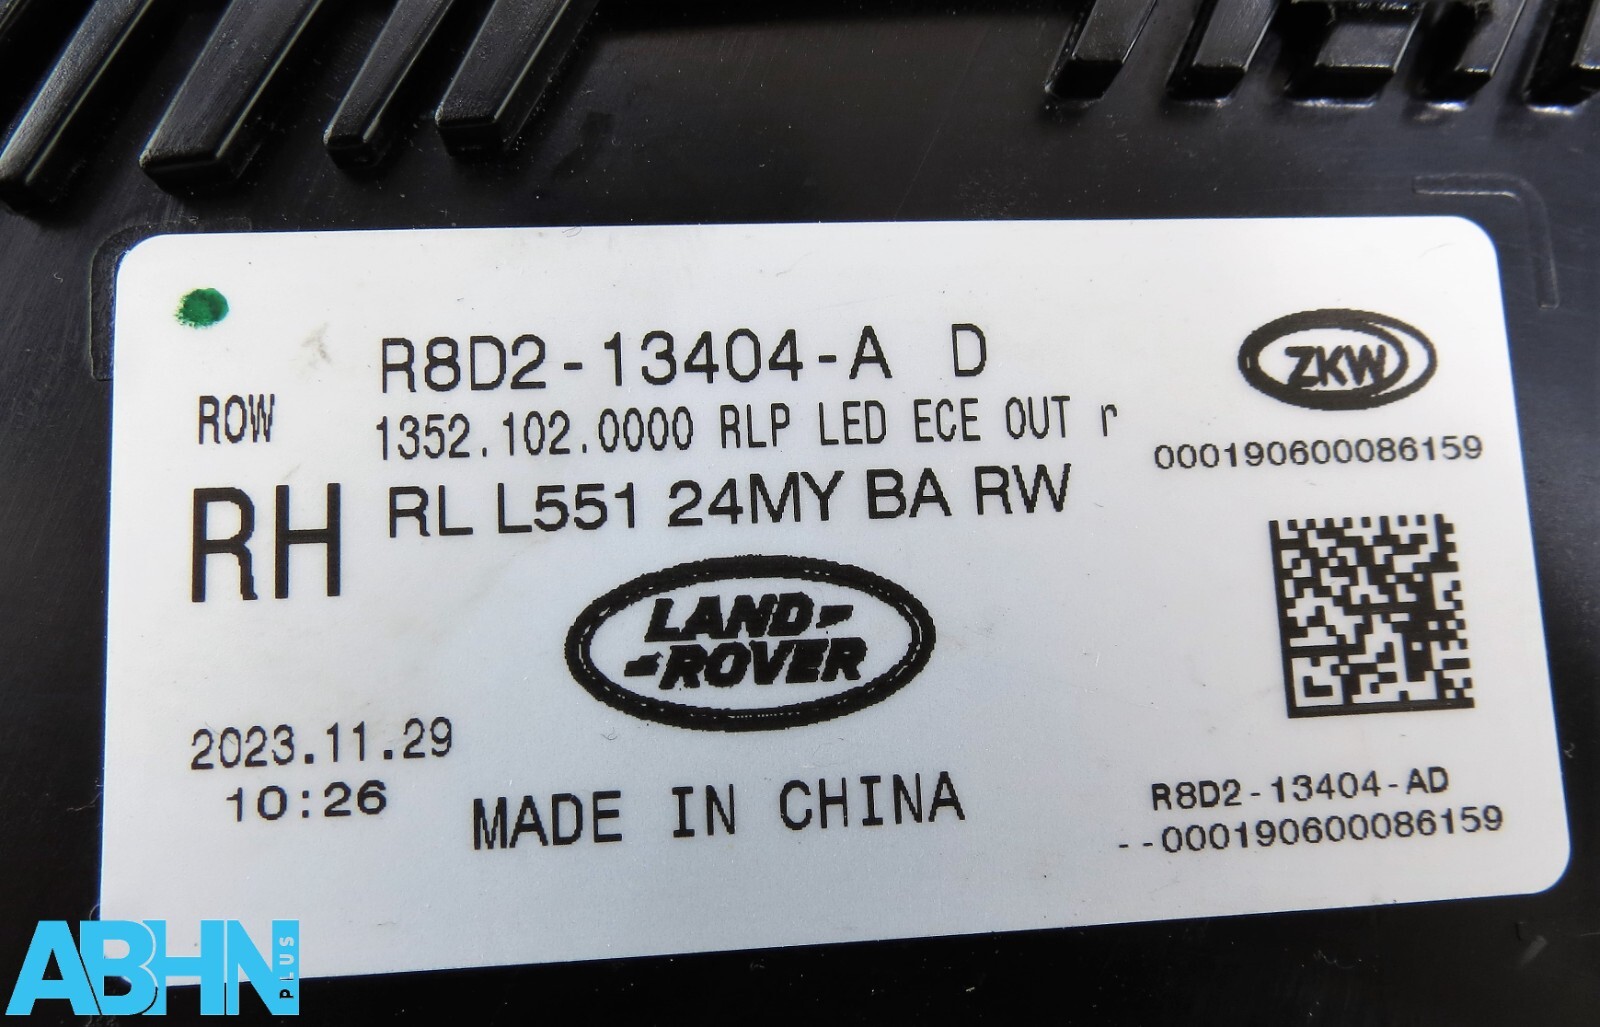 R8D2-13404-A D
ZKW
ROW
1352.102.0000 RLP LED ECE OUT r
000190600086159
RH
RL L551 24MY BA RW
LAND-
-ROVER
2023.11.29
10:26
MADE IN CHINA
R8D2-13404-AD
--000190600086159
ABHN
PLUS